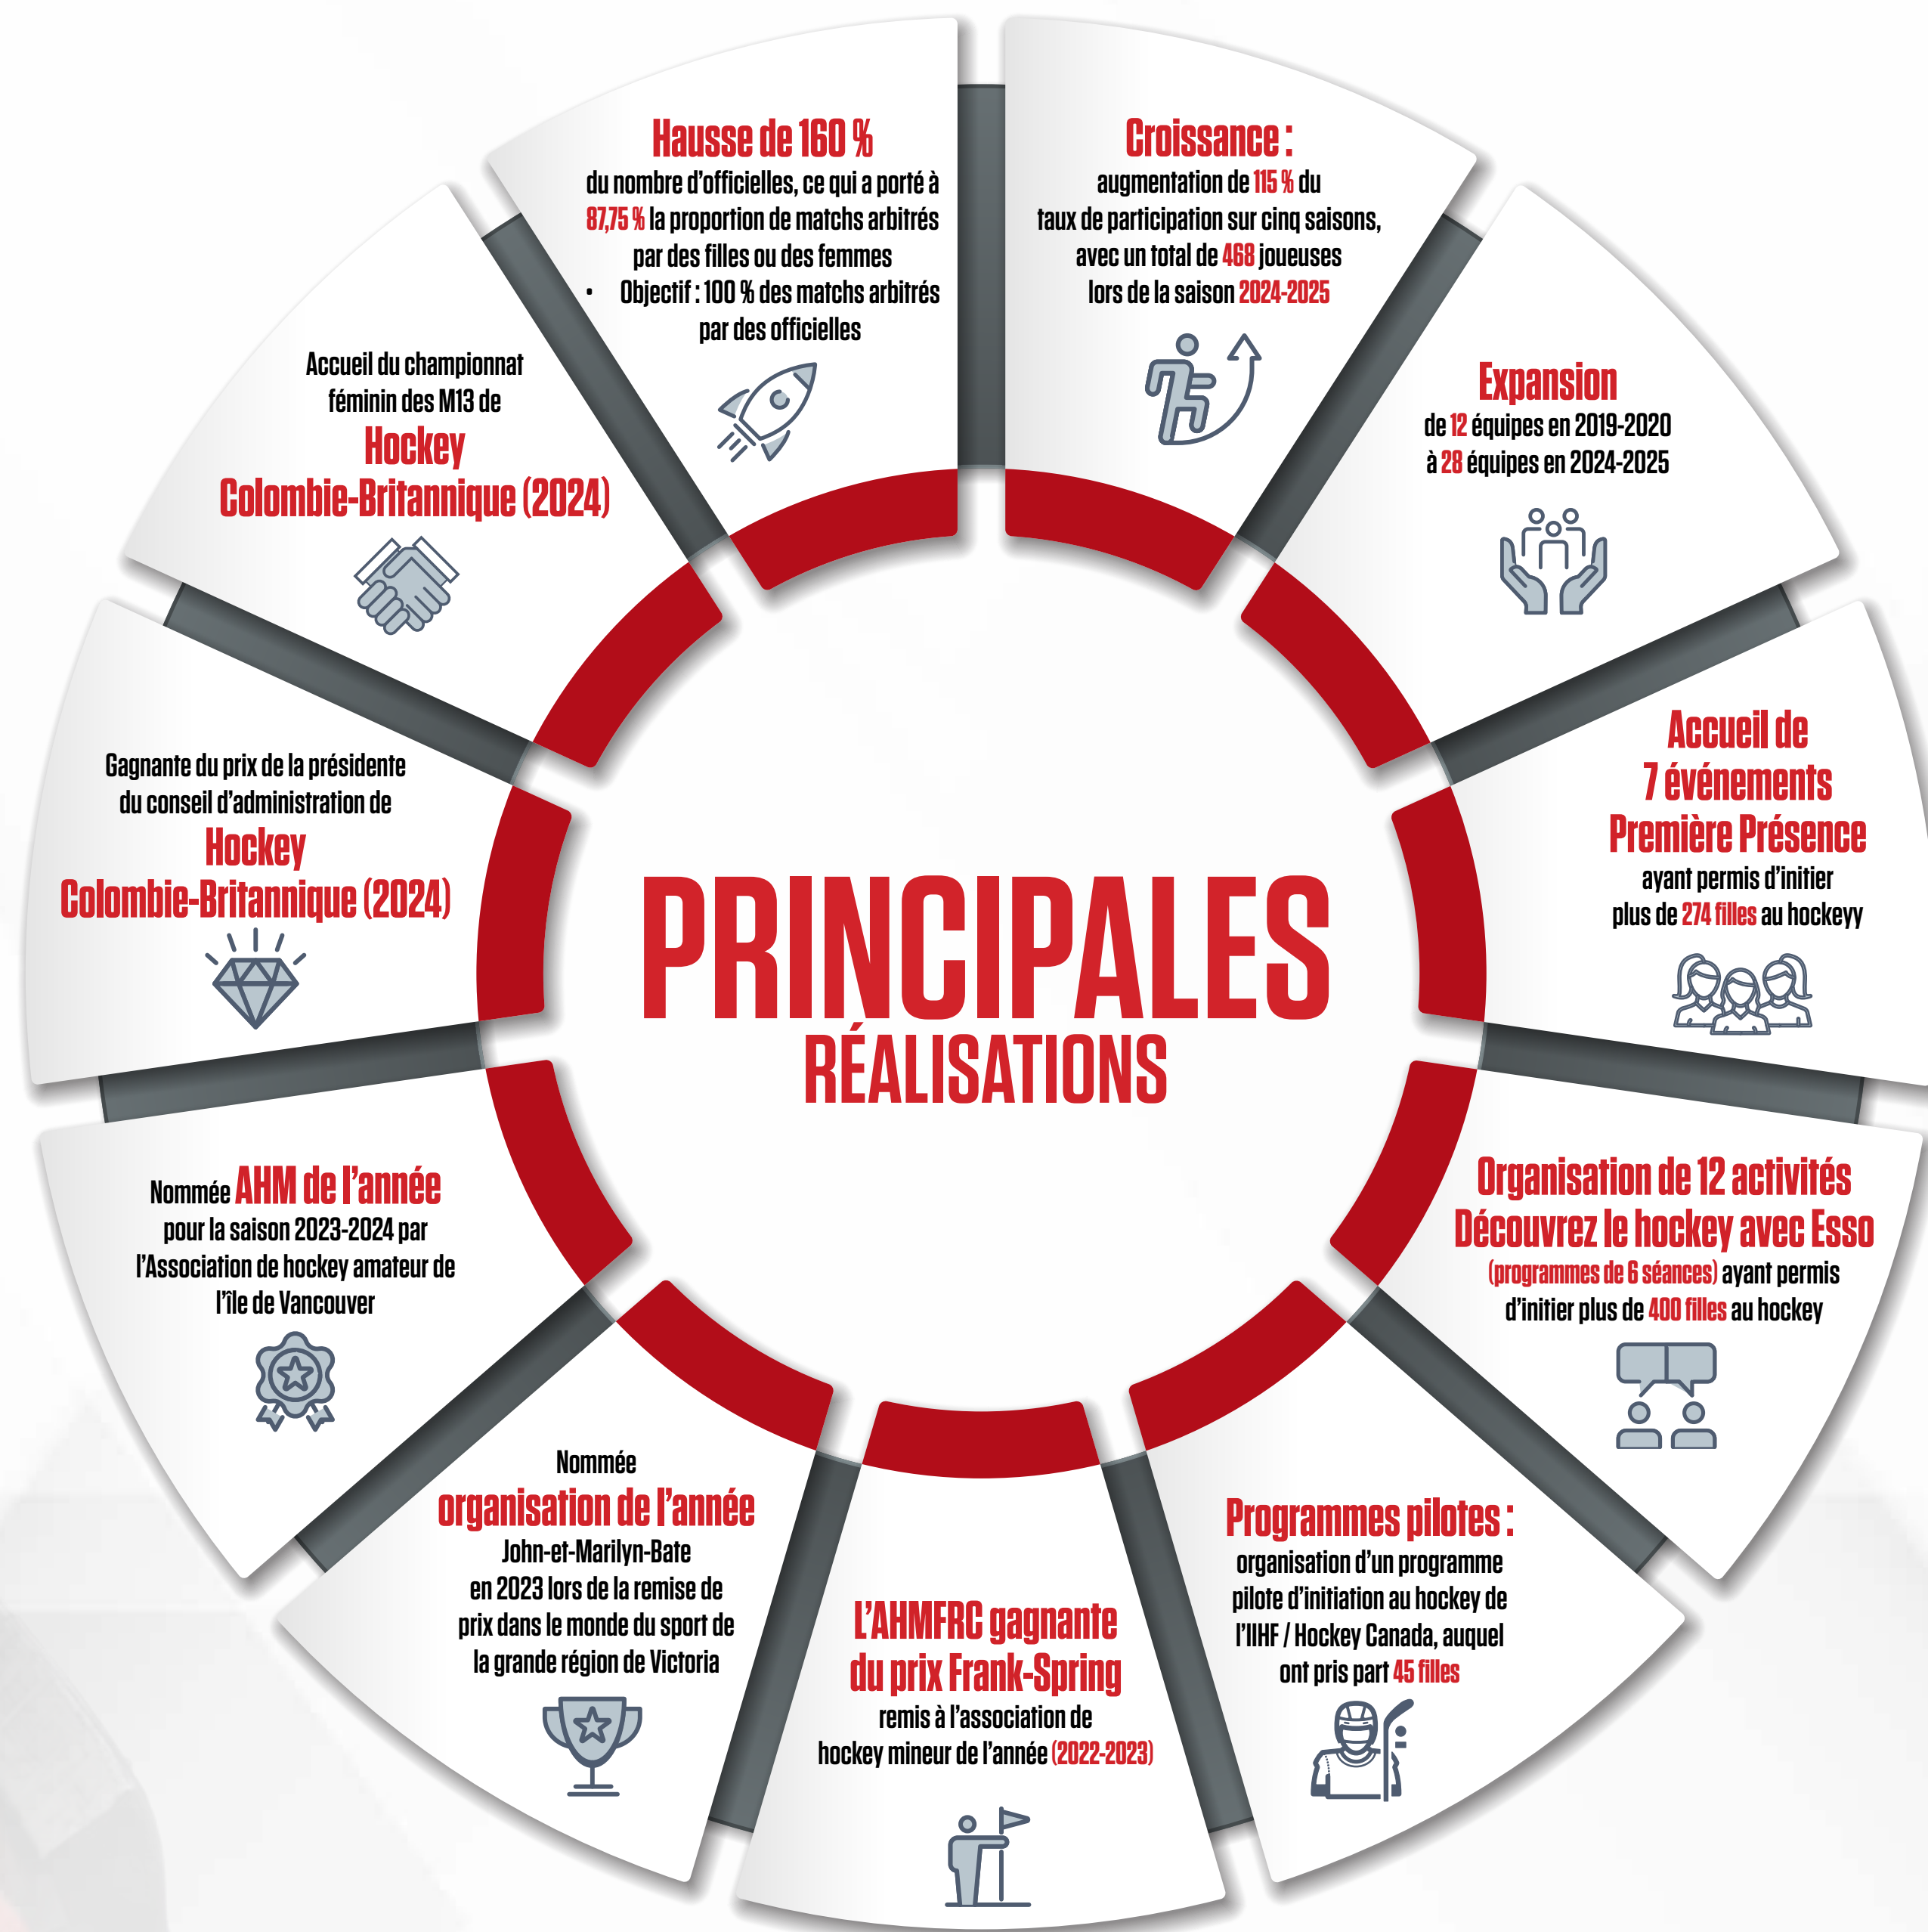 PRINCIPALES
RÉALISATIONS
Croissance :
augmentation de 115 % du
taux de participation sur cinq saisons,
avec un total de 468 joueuses
lors de la saison 2024-2025
Expansion
de 12 équipes en 2019-2020
à 28 équipes en 2024-2025
Accueil de
7 événements
Première Présence
ayant permis d'initier
plus de 274 filles au hockeyy
Organisation de 12 activités
Découvrez le hockey avec Esso
(programmes de 6 séances) ayant permis
d'initier plus de 400 filles au hockey
Programmes pilotes :
organisation d'un programme
pilote d'initiation au hockey de
l'IIHF / Hockey Canada, auquel
ont pris part 45 filles
L'AHMFRC gagnante
du prix Frank-Spring
remis à l'association de
hockey mineur de l'année (2022-2023)
Nommée
organisation de l'année
John-et-Marilyn-Bate
en 2023 lors de la remise de
prix dans le monde du sport de
la grande région de Victoria
Nommée AHM de l'année
pour la saison 2023-2024 par
l'Association de hockey amateur de
l'île de Vancouver
Gagnante du prix de la présidente
du conseil d'administration de
Hockey
Colombie-Britannique (2024)
Accueil du championnat
féminin des M13 de
Hockey
Colombie-Britannique (2024)
Hausse de 160 %
du nombre d'officielles, ce qui a porté à
87,75 % la proportion de matchs arbitrés
par des filles ou des femmes
• Objectif : 100 % des matchs arbitrés
par des officielles